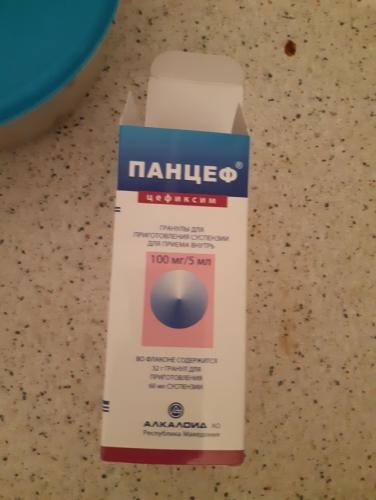 ПАНЦЕФ®
цефиксим
ГРАНУЛЫ ДЛЯ
ПРИГОТОВЛЕНИЯ СУСПЕНЗИИ
ДЛЯ ПРИЕМА ВНУТРЬ
100 мг/5 мл
ВО ФЛАКОНЕ СОДЕРЖИТСЯ
32 г ГРАНУЛ ДЛЯ
ПРИГОТОВЛЕНИЯ
60 мл СУСПЕНЗИИ
АЛКАЛОИД АО
Республика Македония